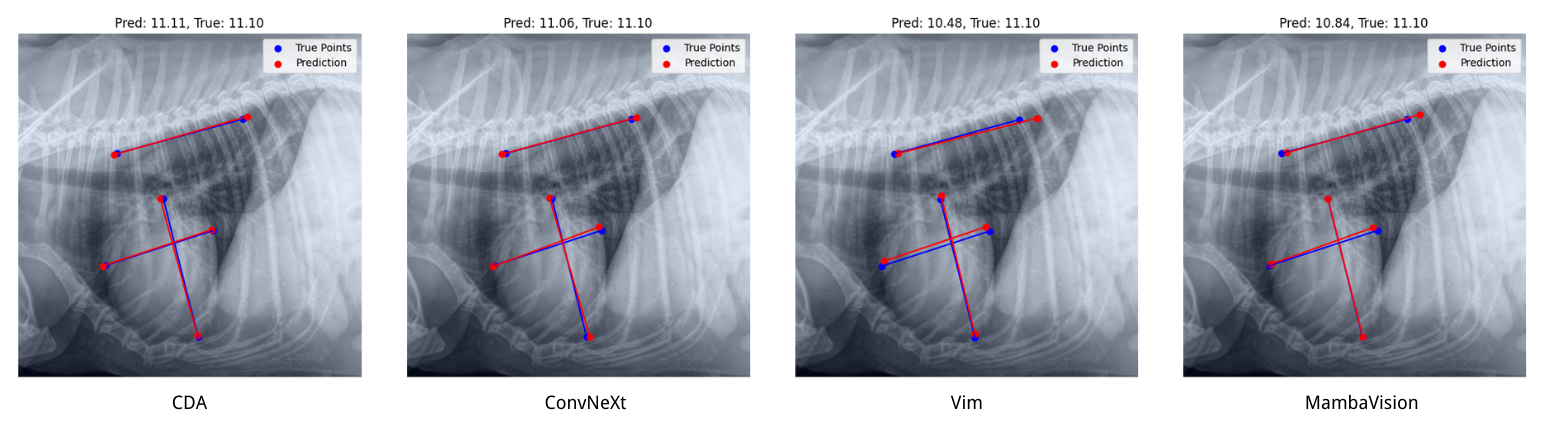 Pred: 11.11, True: 11.10
True Points
Prediction
CDA
Pred: 11.06, True: 11.10
True Points
Prediction
ConvNeXt
Pred: 10.48, True: 11.10
True Points
Prediction
Vim
Pred: 10.84, True: 11.10
True Points
Prediction
MambaVision